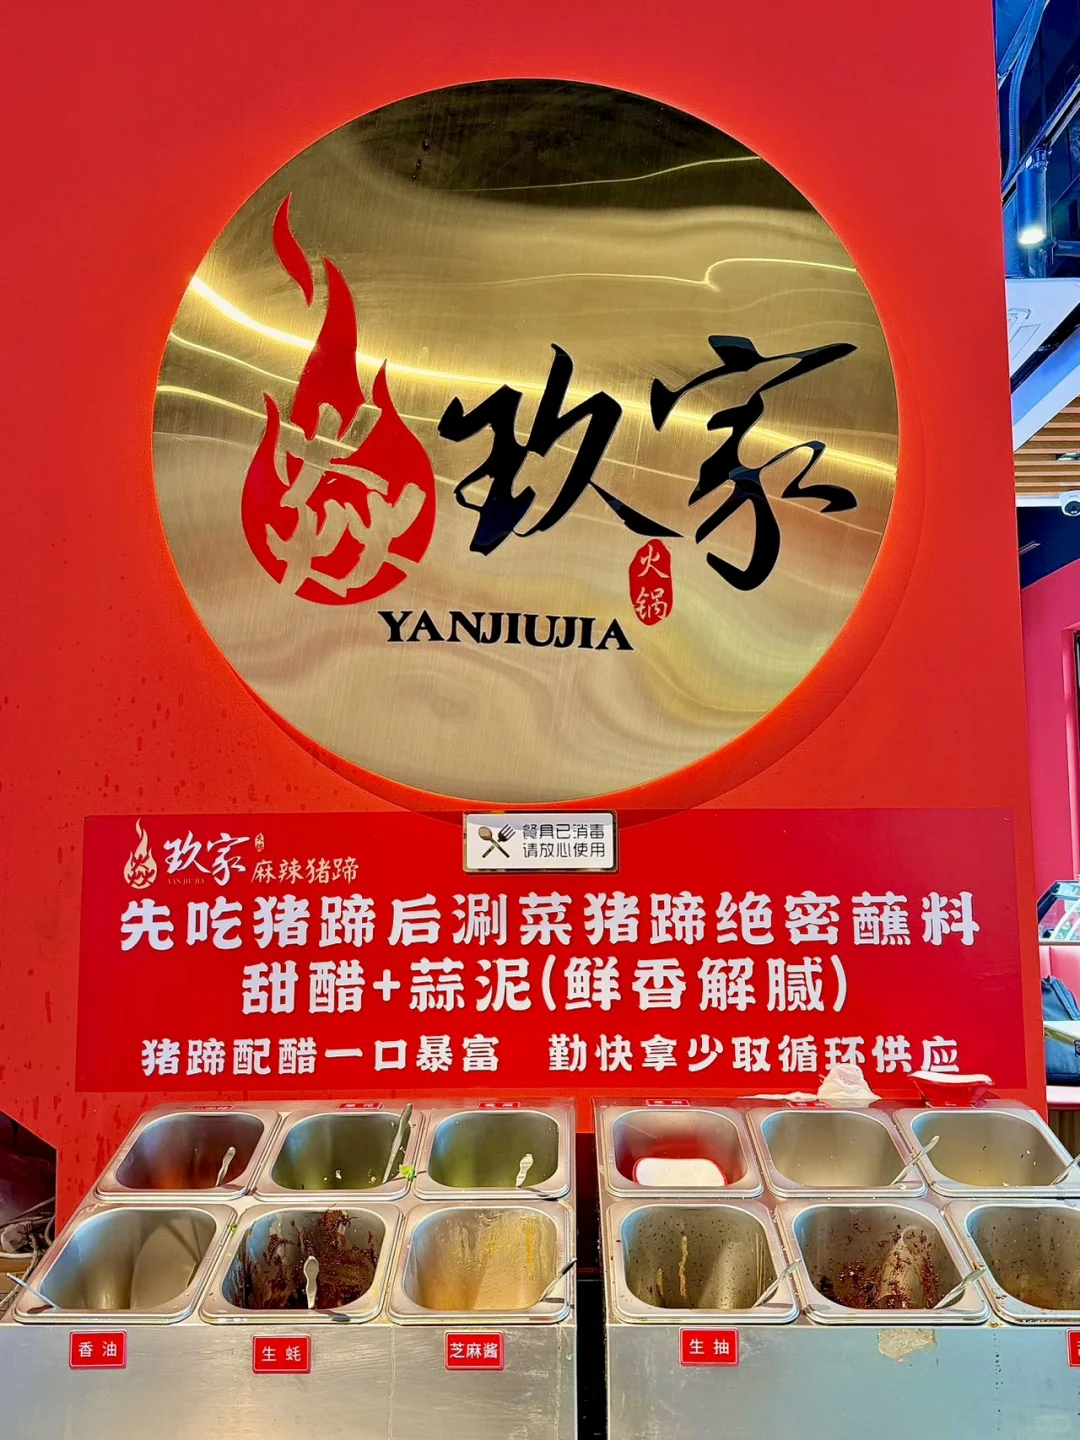 焱玖家
火锅
YANJIUJIA
餐具已消毒
请放心使用
焱玖家
YANJIUJIA
麻辣猪蹄
先吃猪蹄后涮菜猪蹄绝密蘸料
甜醋+蒜泥(鲜香解腻)
猪蹄配醋一口暴富 勤快拿少取循环供应
香油
生蚝
芝麻酱
生抽